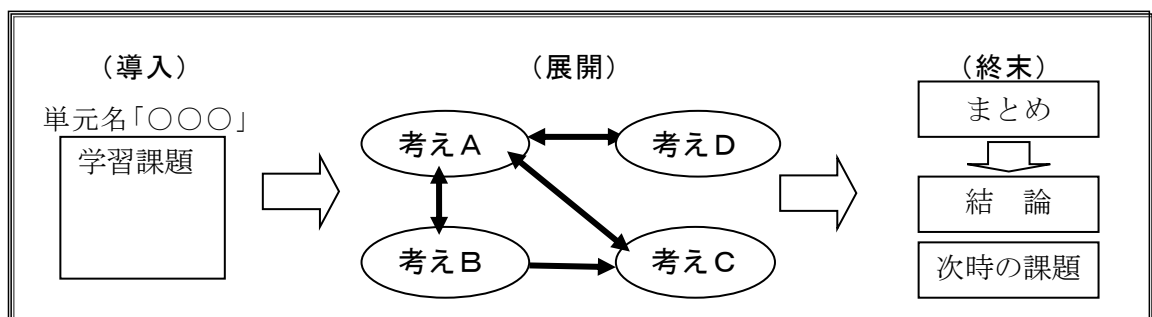 （導入）
単元名「○○○」
学習課題
（展開）
考えＡ
考えＤ
考えＢ
考えＣ
（終末）
まとめ
結　論
次時の課題